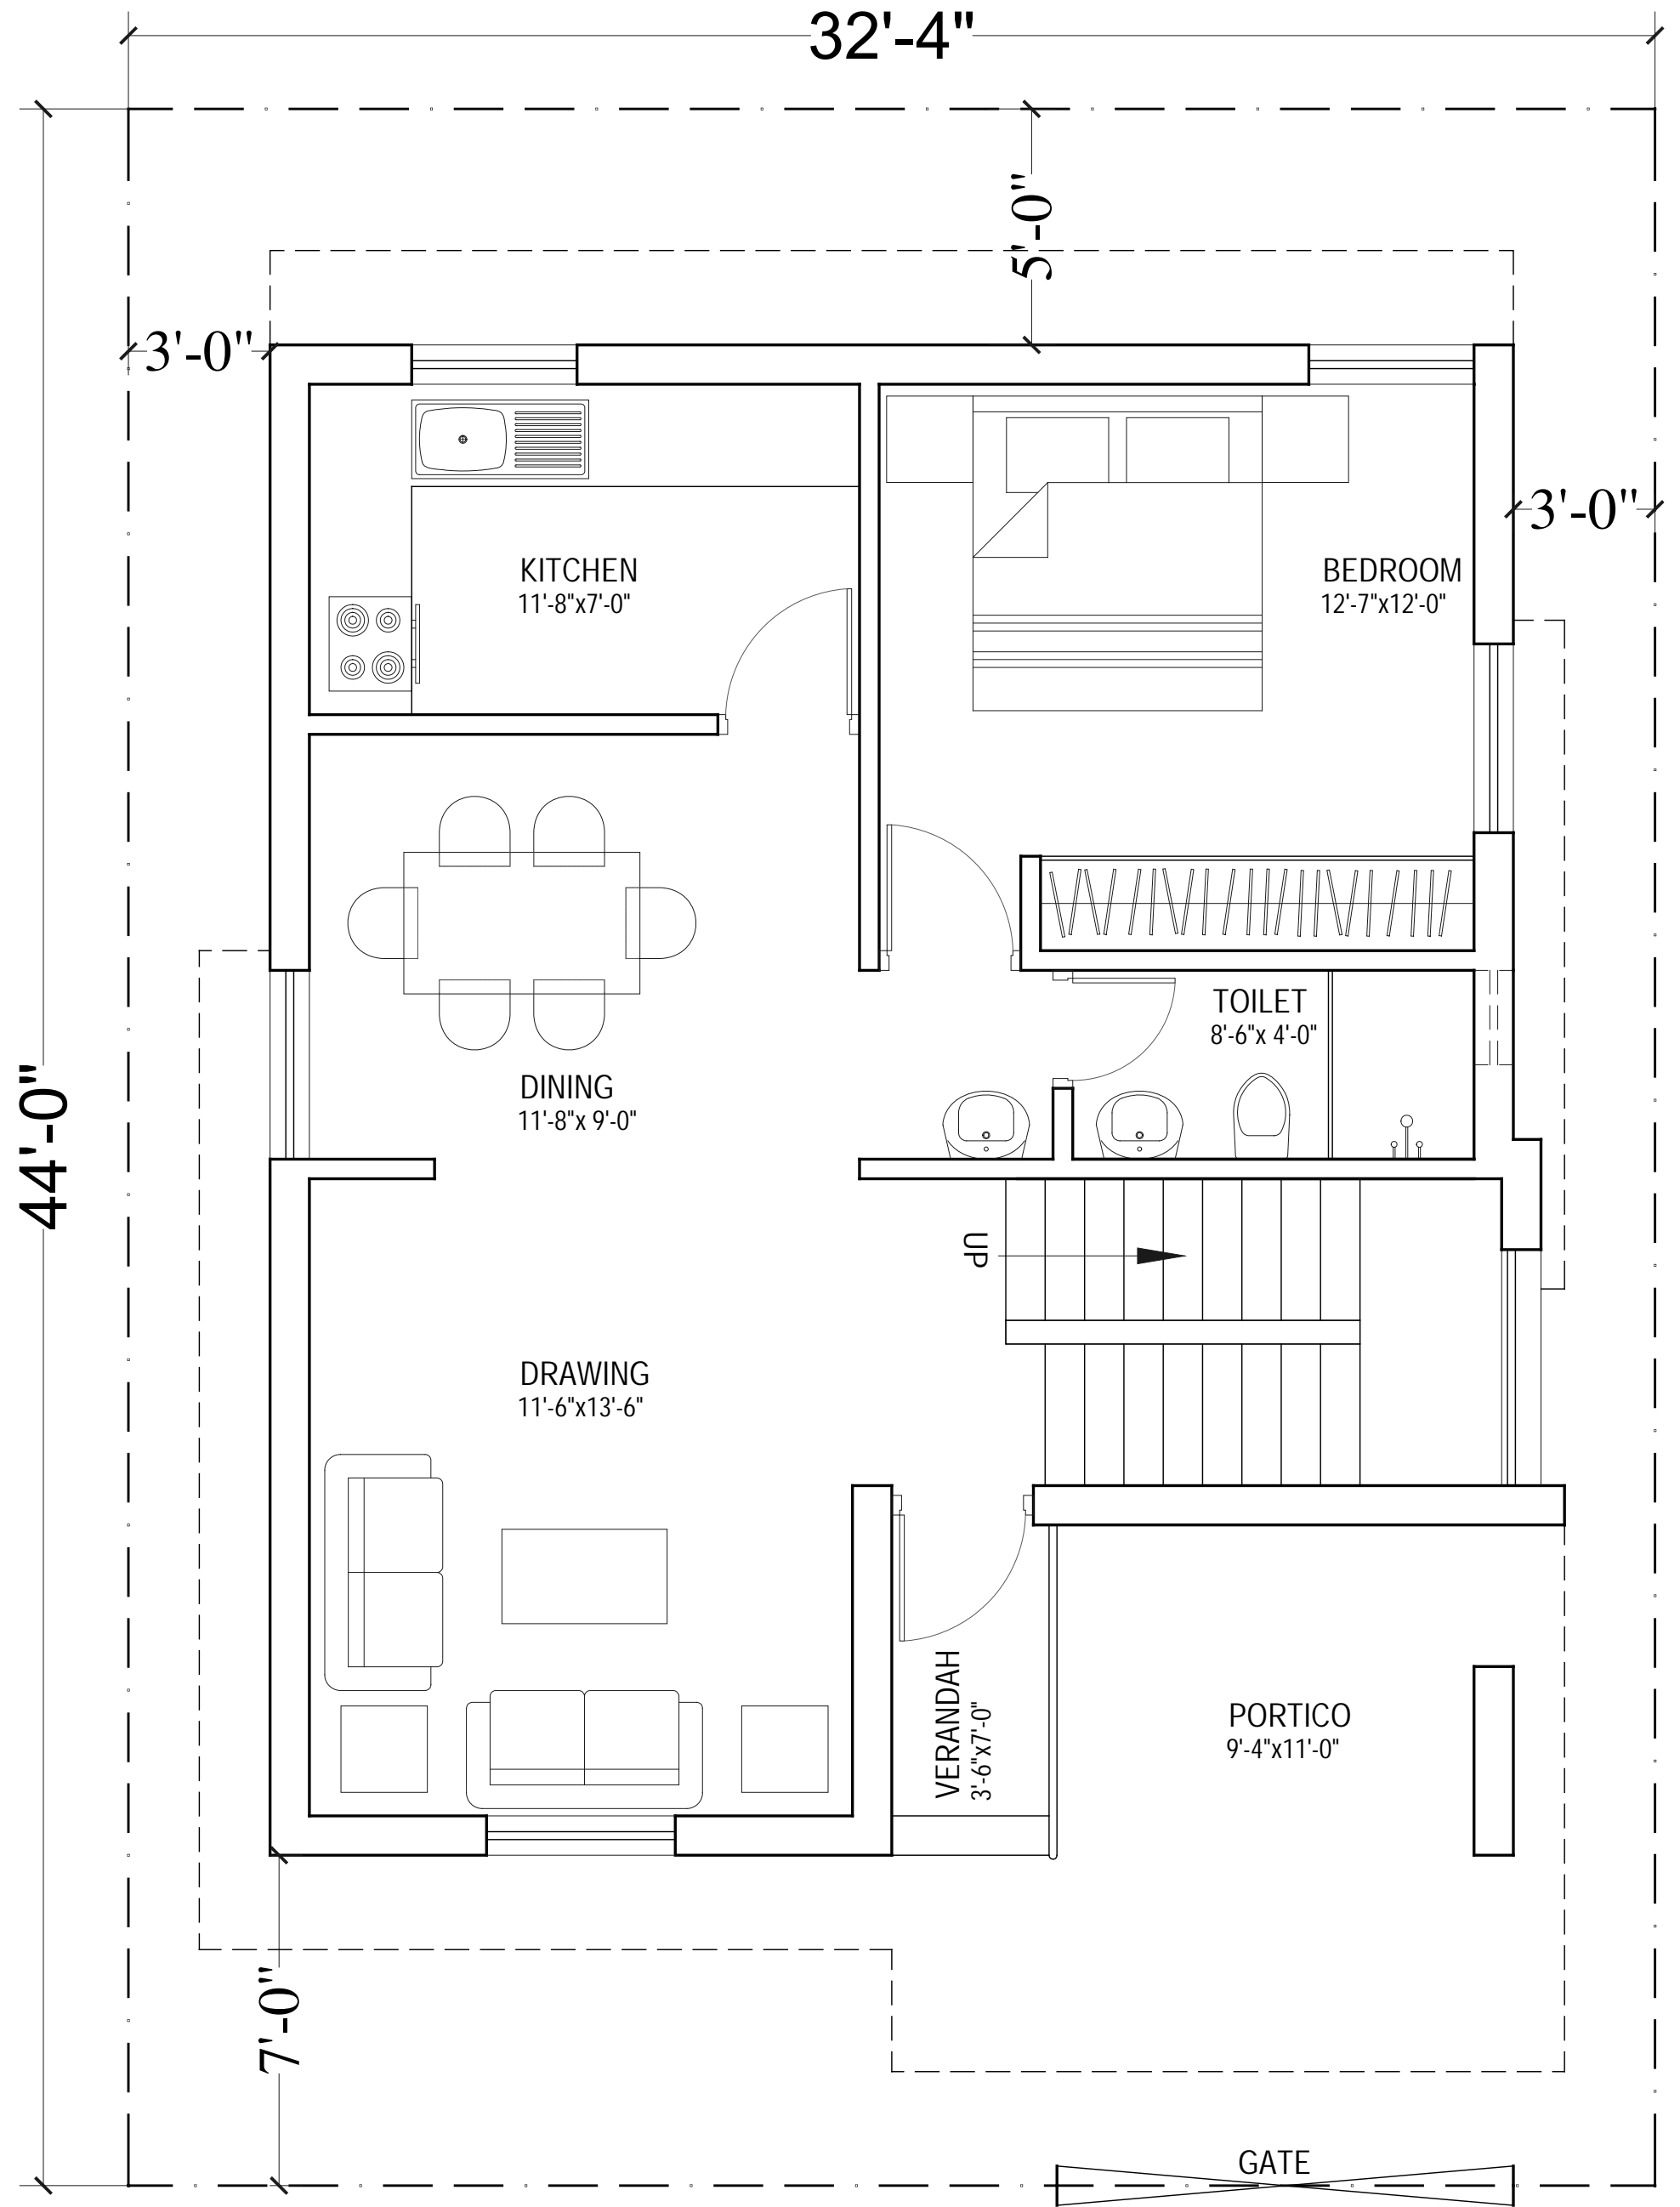 32'-4"
5'-0"
3'-0"
3'-0"
KITCHEN
11'-8"x7'-0"
BEDROOM
12'-7"x12'-0"
TOILET
8'-6"x 4'-0"
44'-0"
DINING
11'-8"x 9'-0"
UP
DRAWING
11'-6"x13'-6"
VERANDAH
3'-6"x7'-0"
PORTICO
9'-4"x11'-0"
7'-0"
GATE